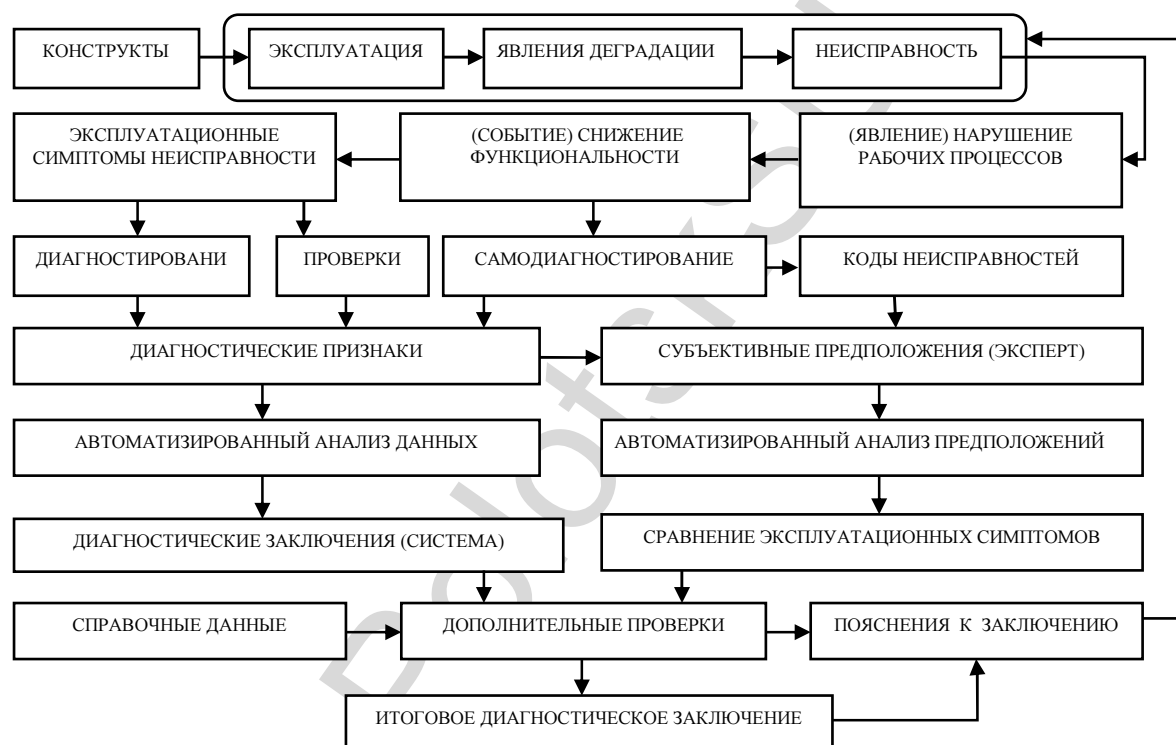 КОНСТРУКТЫ
ЭКСПЛУАТАЦИЯ
ЯВЛЕНИЯ ДЕГРАДАЦИИ
НЕИСПРАВНОСТЬ
ЭКСПЛУАТАЦИОННЫЕ
СИМПТОМЫ НЕИСПРАВНОСТИ
(СОБЫТИЕ) СНИЖЕНИЕ
ФУНКЦИОНАЛЬНОСТИ
(ЯВЛЕНИЕ) НАРУШЕНИЕ
РАБОЧИХ ПРОЦЕССОВ
ДИАГНОСТИРОВАНИ
ПРОВЕРКИ
САМОДИАГНОСТИРОВАНИЕ
КОДЫ НЕИСПРАВНОСТЕЙ
ДИАГНОСТИЧЕСКИЕ ПРИЗНАКИ
СУБЪЕКТИВНЫЕ ПРЕДПОЛОЖЕНИЯ (ЭКСПЕРТ)
АВТОМАТИЗИРОВАННЫЙ АНАЛИЗ ДАННЫХ
АВТОМАТИЗИРОВАННЫЙ АНАЛИЗ ПРЕДПОЛОЖЕНИЙ
ДИАГНОСТИЧЕСКИЕ ЗАКЛЮЧЕНИЯ (СИСТЕМА)
СРАВНЕНИЕ ЭКСПЛУАТАЦИОННЫХ СИМПТОМОВ
СПРАВОЧНЫЕ ДАННЫЕ
ДОПОЛНИТЕЛЬНЫЕ ПРОВЕРКИ
ПОЯСНЕНИЯ К ЗАКЛЮЧЕНИЮ
ИТОГОВОЕ ДИАГНОСТИЧЕСКОЕ ЗАКЛЮЧЕНИЕ